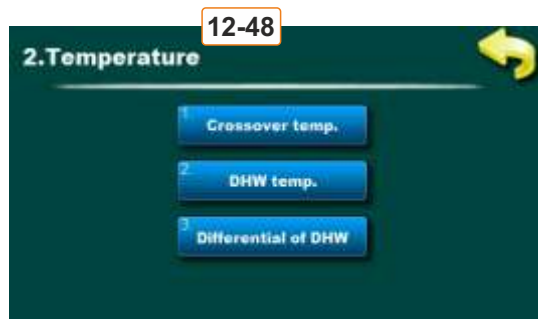 12-48
2.Temperature
1.
Crossover temp.
2.
DHW temp.
3.
Differential of DHW